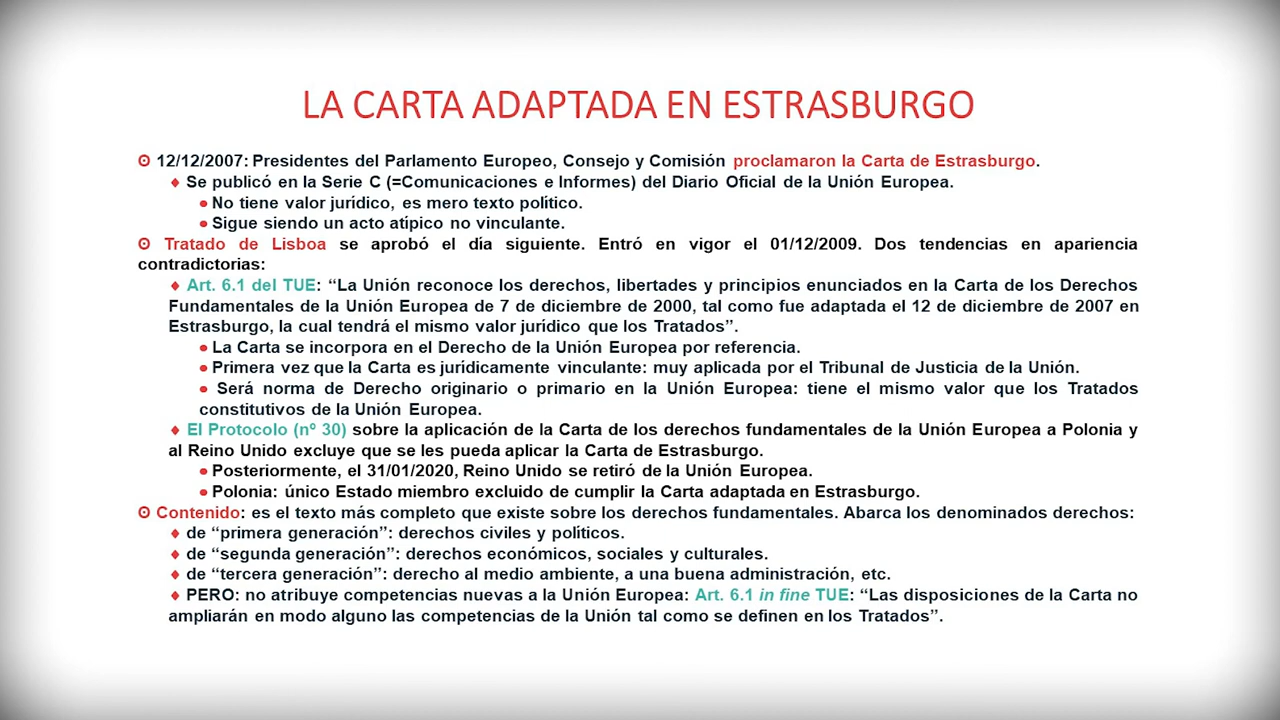 LA CARTA ADAPTADA EN ESTRASBURGO
ʘ 12/12/2007: Presidentes del Parlamento Europeo, Consejo y Comisión proclamaron la Carta de Estrasburgo.
♦ Se publicó en la Serie C (=Comunicaciones e Informes) del Diario Oficial de la Unión Europea.
● No tiene valor jurídico, es mero texto político.
● Sigue siendo un acto atípico no vinculante.
ʘ Tratado de Lisboa se aprobó el día siguiente. Entró en vigor el 01/12/2009. Dos tendencias en apariencia
contradictorias:
♦ Art. 6.1 del TUE: “La Unión reconoce los derechos, libertades y principios enunciados en la Carta de los Derechos
Fundamentales de la Unión Europea de 7 de diciembre de 2000, tal como fue adaptada el 12 de diciembre de 2007 en
Estrasburgo, la cual tendrá el mismo valor jurídico que los Tratados”.
● La Carta se incorpora en el Derecho de la Unión Europea por referencia.
● Primera vez que la Carta es jurídicamente vinculante: muy aplicada por el Tribunal de Justicia de la Unión.
● Será norma de Derecho originario o primario en la Unión Europea: tiene el mismo valor que los Tratados
constitutivos de la Unión Europea.
♦ El Protocolo (nº 30) sobre la aplicación de la Carta de los derechos fundamentales de la Unión Europea a Polonia y
al Reino Unido excluye que se les pueda aplicar la Carta de Estrasburgo.
● Posteriormente, el 31/01/2020, Reino Unido se retiró de la Unión Europea.
● Polonia: único Estado miembro excluido de cumplir la Carta adaptada en Estrasburgo.
ʘ Contenido: es el texto más completo que existe sobre los derechos fundamentales. Abarca los denominados derechos:
♦ de “primera generación”: derechos civiles y políticos.
♦ de “segunda generación”: derechos económicos, sociales y culturales.
♦ de “tercera generación”: derecho al medio ambiente, a una buena administración, etc.
♦ PERO: no atribuye competencias nuevas a la Unión Europea: Art. 6.1 in fine TUE: “Las disposiciones de la Carta no
ampliarán en modo alguno las competencias de la Unión tal como se definen en los Tratados”.